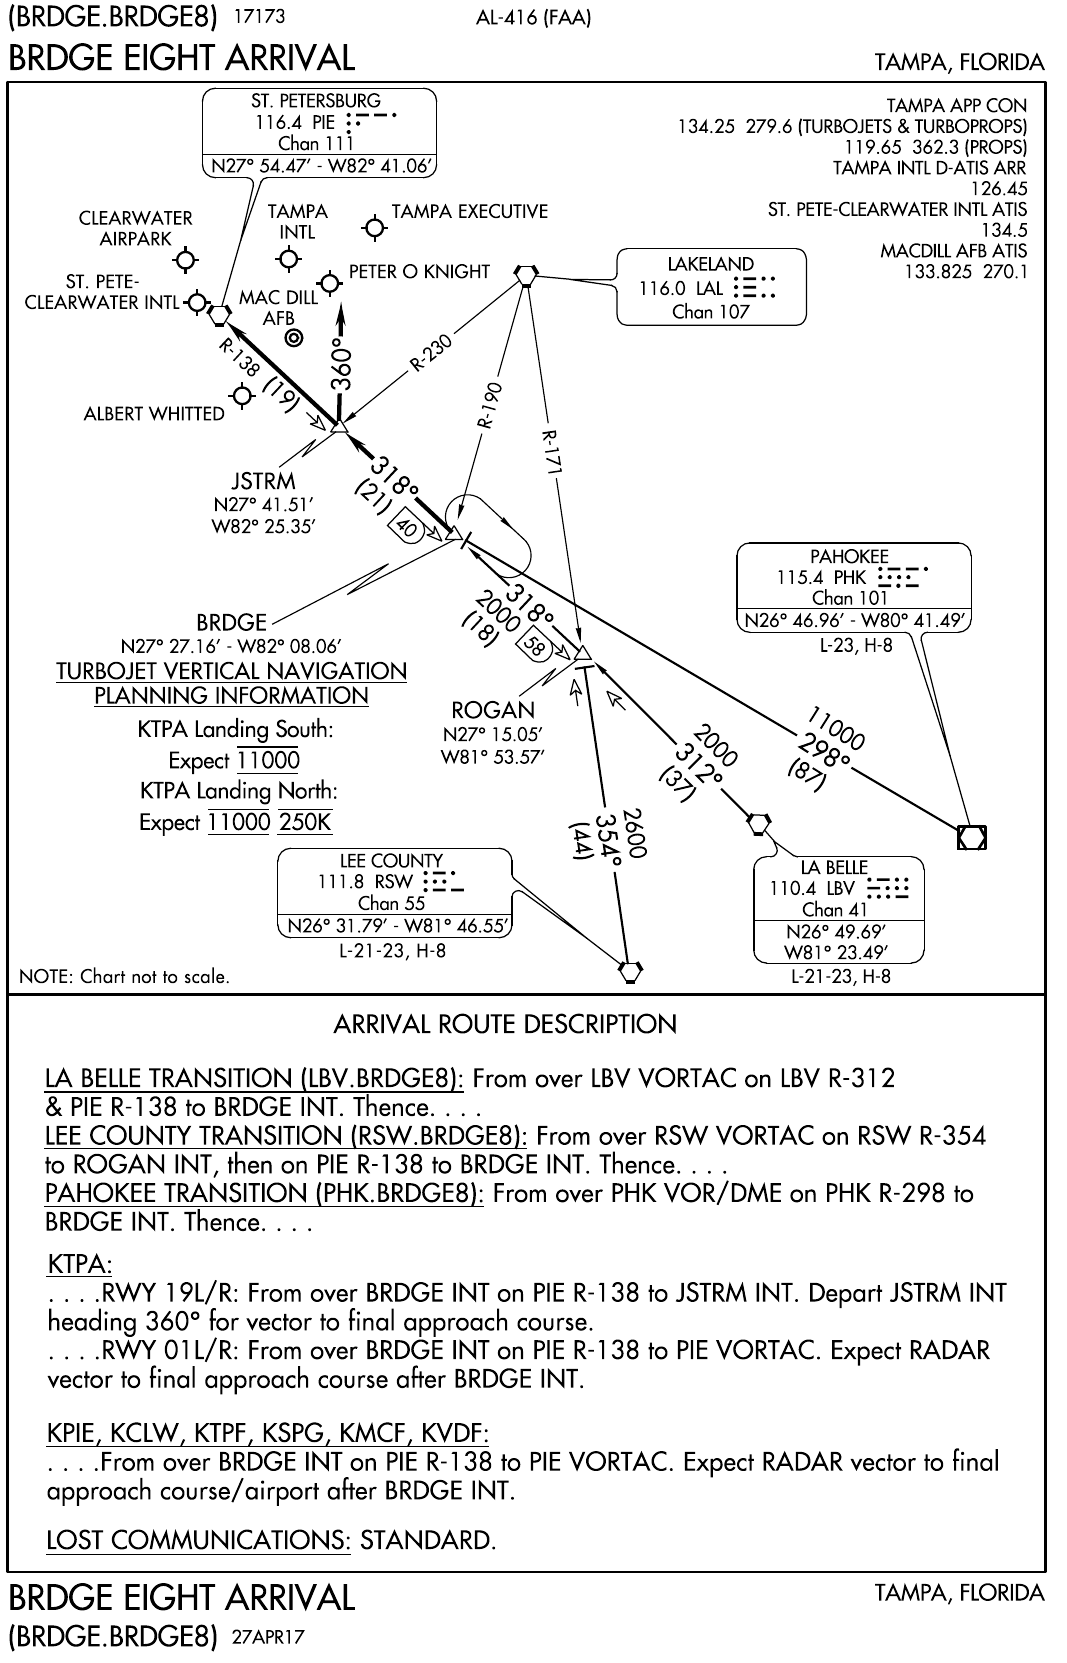 (BRDGE.BRDGE8) 17173
AL-416 (FAA)
BRDGE EIGHT ARRIVAL
TAMPA, FLORIDA
ST. PETERSBURG
116.4 PIE
Chan 111
N27° 54.47′ - W82° 41.06′
TAMPA APP CON
134.25 279.6 (TURBOJETS & TURBOPROPS)
119.65 362.3 (PROPS)
TAMPA INTL D-ATIS ARR
126.45
ST. PETE-CLEARWATER INTL ATIS
134.5
MACDILL AFB ATIS
133.825 270.1
CLEARWATER
AIRPARK
TAMPA
INTL
TAMPA EXECUTIVE
ST. PETE-
CLEARWATER INTL
MAC DILL
AFB
PETER O KNIGHT
LAKELAND
116.0 LAL
Chan 107
R-138
(19)
360°
R-230
R-190
R-171
ALBERT WHITTED
JSTRM
N27° 41.51′
W82° 25.35′
318°
(21)
40
BRDGE
N27° 27.16′ - W82° 08.06′
318°
2000
(18)
58
PAHOKEE
115.4 PHK
Chan 101
N26° 46.96′ - W80° 41.49′
L-23, H-8
TURBOJET VERTICAL NAVIGATION
PLANNING INFORMATION
KTPA Landing South:
Expect 11000
KTPA Landing North:
Expect 11000 250K
ROGAN
N27° 15.05′
W81° 53.57′
2000
312°
(37)
11000
298°
(87)
2600
354°
(44)
LEE COUNTY
111.8 RSW
Chan 55
N26° 31.79′ - W81° 46.55′
L-21-23, H-8
LA BELLE
110.4 LBV
Chan 41
N26° 49.69′
W81° 23.49′
L-21-23, H-8
NOTE: Chart not to scale.
ARRIVAL ROUTE DESCRIPTION
LA BELLE TRANSITION (LBV.BRDGE8): From over LBV VORTAC on LBV R-312
& PIE R-138 to BRDGE INT. Thence. . . .
LEE COUNTY TRANSITION (RSW.BRDGE8): From over RSW VORTAC on RSW R-354
to ROGAN INT, then on PIE R-138 to BRDGE INT. Thence. . . .
PAHOKEE TRANSITION (PHK.BRDGE8): From over PHK VOR/DME on PHK R-298 to
BRDGE INT. Thence. . . .
KTPA:
. . . .RWY 19L/R: From over BRDGE INT on PIE R-138 to JSTRM INT. Depart JSTRM INT
heading 360° for vector to final approach course.
. . . .RWY 01L/R: From over BRDGE INT on PIE R-138 to PIE VORTAC. Expect RADAR
vector to final approach course after BRDGE INT.
KPIE, KCLW, KTPF, KSPG, KMCF, KVDF:
. . . .From over BRDGE INT on PIE R-138 to PIE VORTAC. Expect RADAR vector to final
approach course/airport after BRDGE INT.
LOST COMMUNICATIONS: STANDARD.
BRDGE EIGHT ARRIVAL
TAMPA, FLORIDA
(BRDGE.BRDGE8) 27APR17